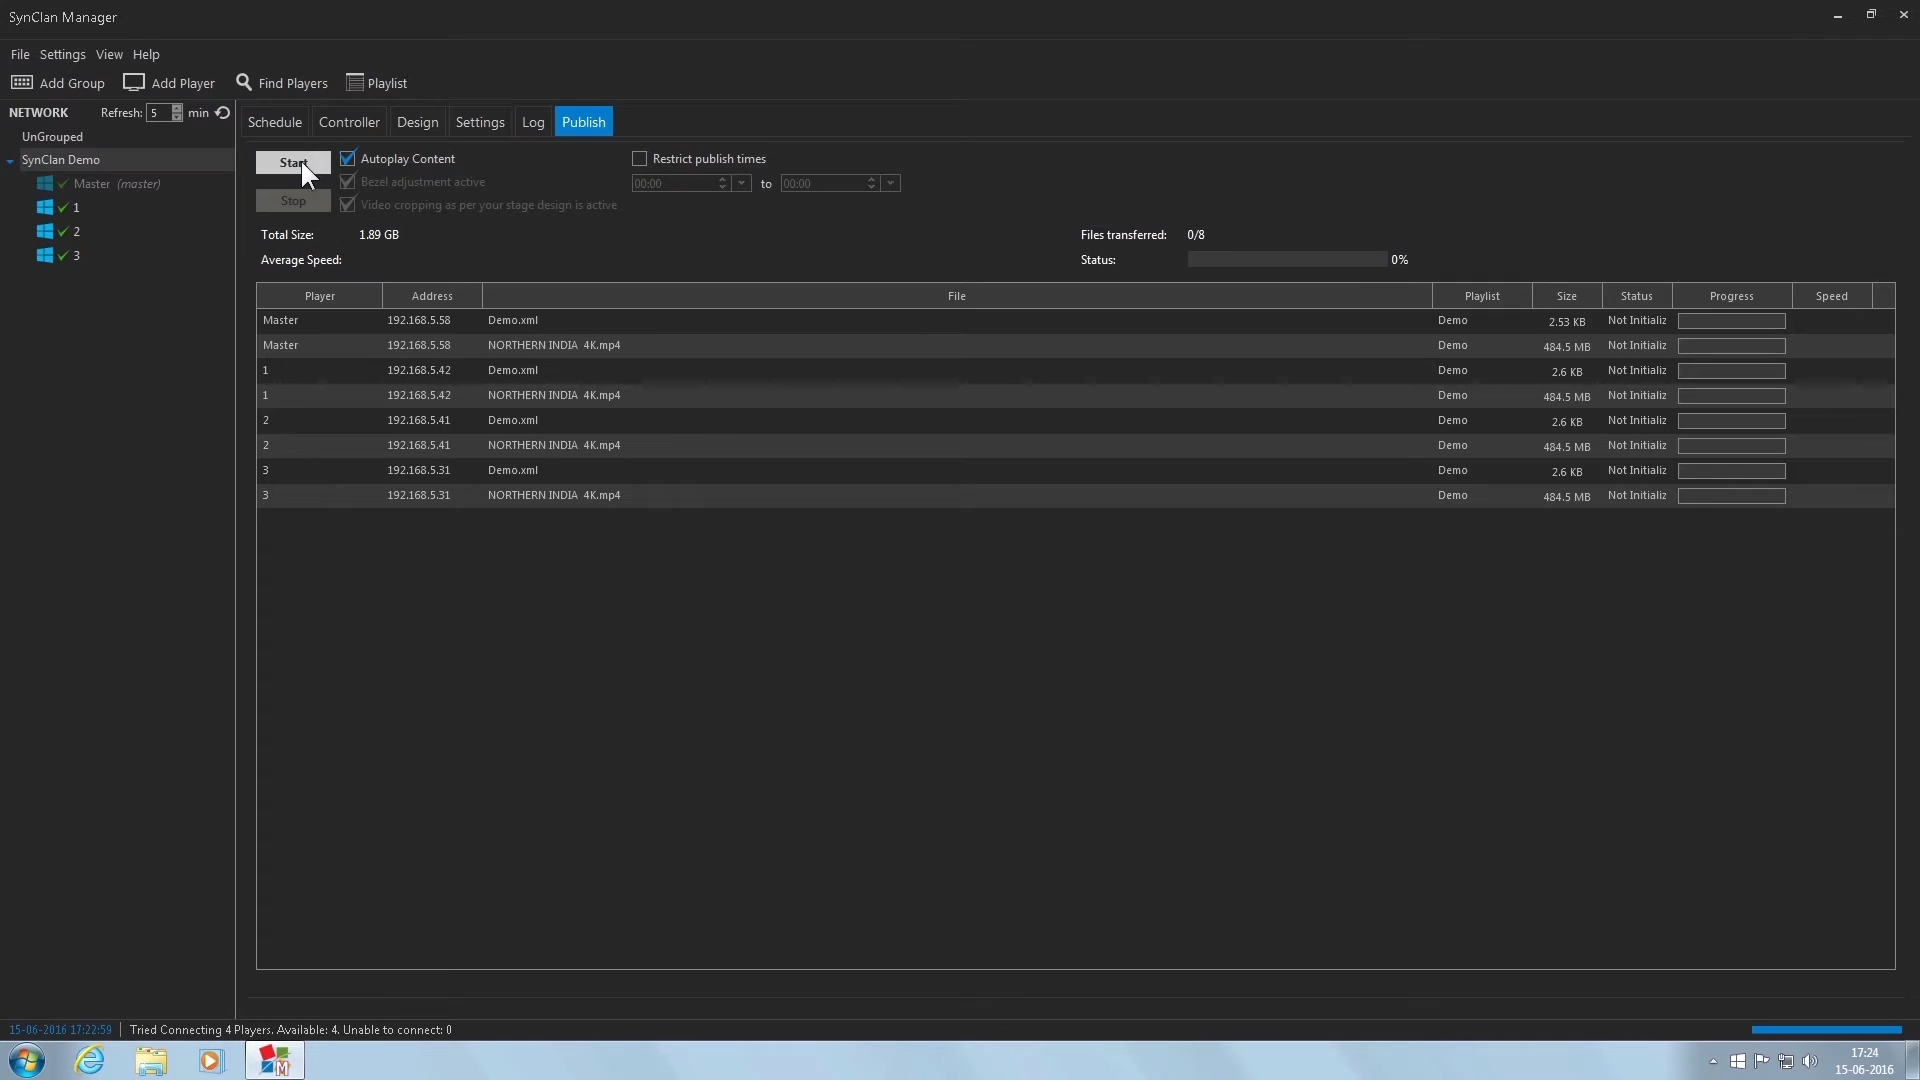 SynClan Manager
File Settings View Help
Add Group Add Player Find Players Playlist
NETWORK Refresh: 5 min
UnGrouped
SynClan Demo
Master (master)
1
2
3
Schedule Controller Design Settings Log Publish
Start Autoplay Content Restrict publish times
Bezel adjustment active 00:00 to 00:00
Stop Video cropping as per your stage design is active
Total Size: 1.89 GB Files transferred: 0/8
Average Speed: Status: 0%
Player Address File Playlist Size Status Progress Speed
Master 192.168.5.58 Demo.xml Demo 2.53 KB Not Initializ
Master 192.168.5.58 NORTHERN INDIA 4K.mp4 Demo 484.5 MB Not Initializ
1 192.168.5.42 Demo.xml Demo 2.6 KB Not Initializ
1 192.168.5.42 NORTHERN INDIA 4K.mp4 Demo 484.5 MB Not Initializ
2 192.168.5.41 Demo.xml Demo 2.6 KB Not Initializ
2 192.168.5.41 NORTHERN INDIA 4K.mp4 Demo 484.5 MB Not Initializ
3 192.168.5.31 Demo.xml Demo 2.6 KB Not Initializ
3 192.168.5.31 NORTHERN INDIA 4K.mp4 Demo 484.5 MB Not Initializ
15-06-2016 17:22:59 Tried Connecting 4 Players. Available: 4. Unable to connect: 0
M
17:24
15-06-2016